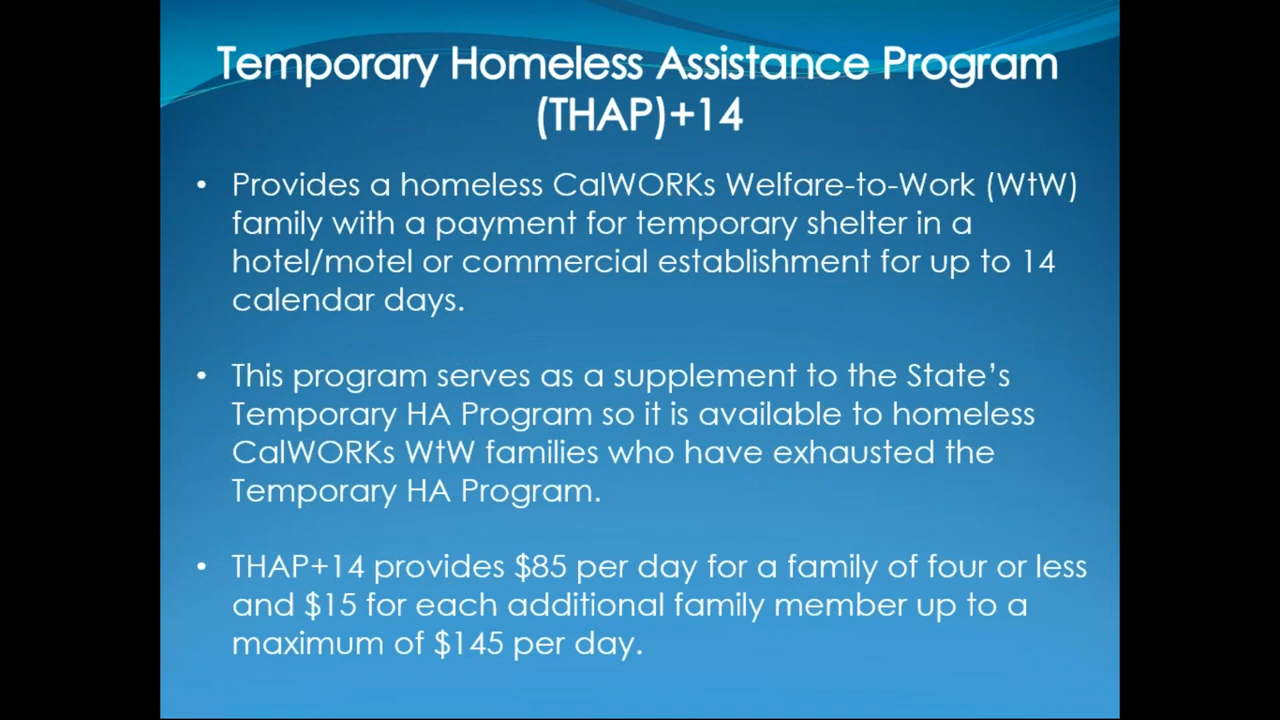 Temporary Homeless Assistance Program
(THAP)+14
• Provides a homeless CalWORKs Welfare-to-Work (WtW)
family with a payment for temporary shelter in a
hotel/motel or commercial establishment for up to 14
calendar days.
• This program serves as a supplement to the State’s
Temporary HA Program so it is available to homeless
CalWORKs WtW families who have exhausted the
Temporary HA Program.
• THAP+14 provides $85 per day for a family of four or less
and $15 for each additional family member up to a
maximum of $145 per day.